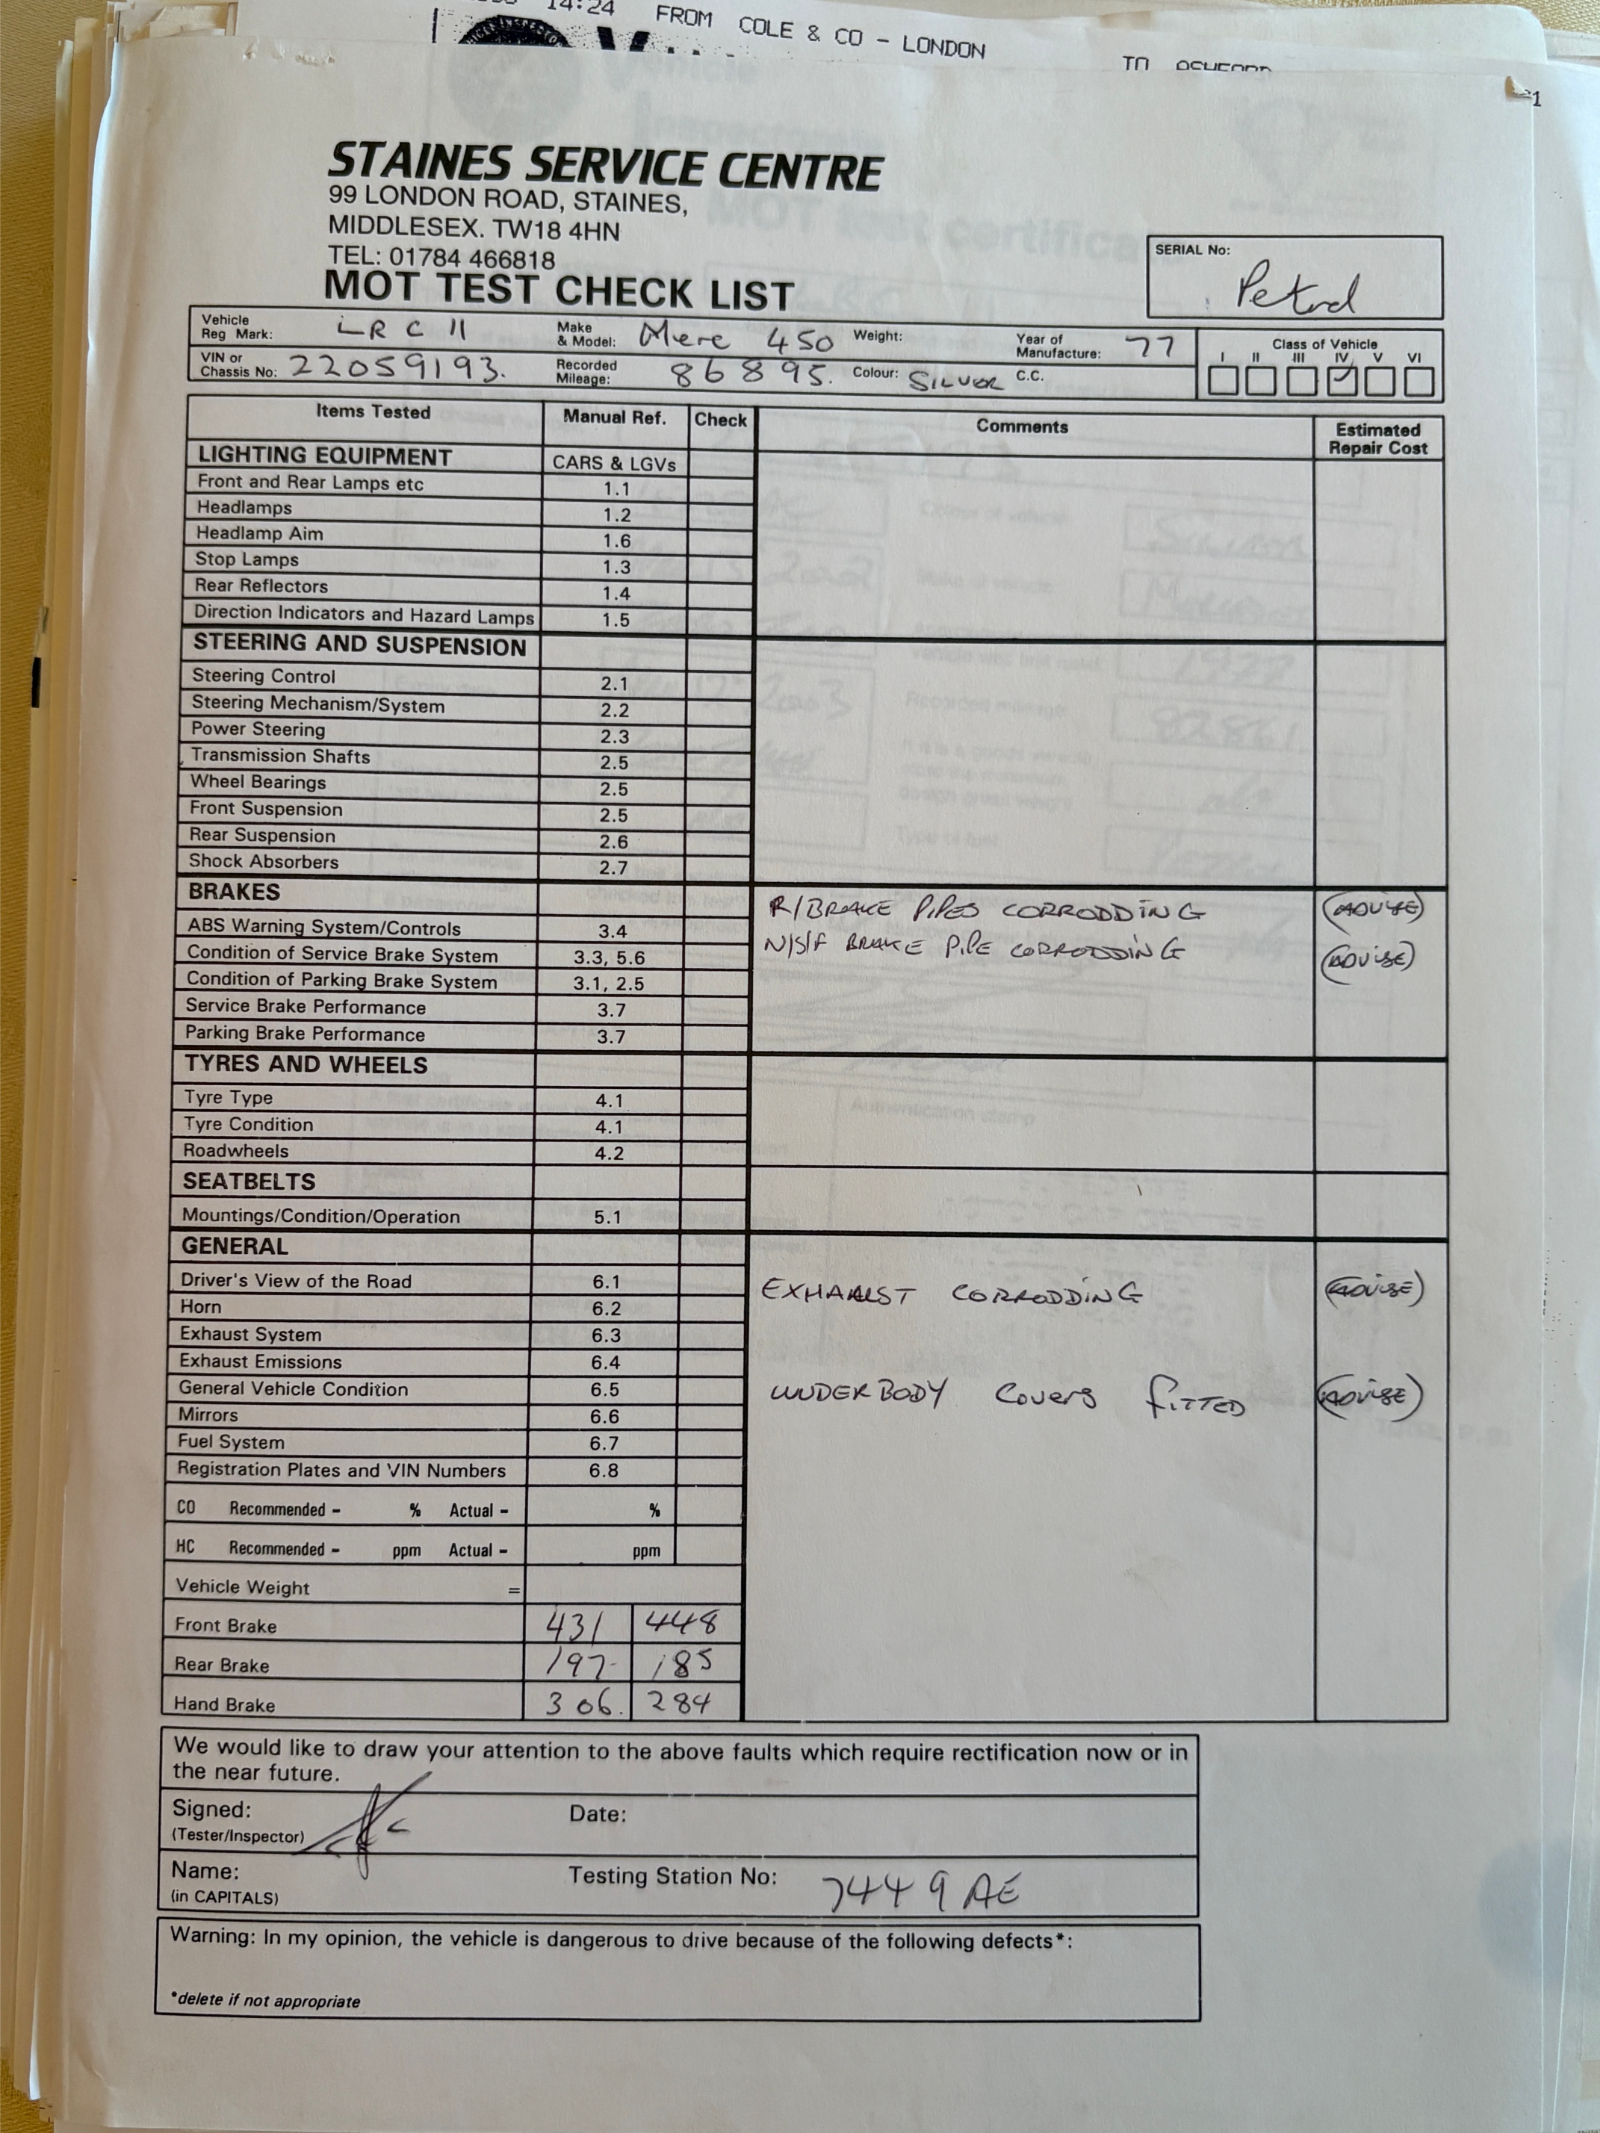 14:24 FROM COLE & CO - LONDON
STAINES SERVICE CENTRE
99 LONDON ROAD, STAINES,
MIDDLESEX. TW18 4HN
TEL: 01784 466818
MOT TEST CHECK LIST
SERIAL No:
Petrol
Vehicle Reg Mark: LRC 11 Make & Model: Merc 450 Weight: Year of Manufacture: 77
VIN or Chassis No: 22059193. Recorded Mileage: 86895. Colour: SILVER C.C.
Class of Vehicle
I II III IV V VI
Items Tested Manual Ref. Check Comments Estimated Repair Cost
LIGHTING EQUIPMENT CARS & LGVs
Front and Rear Lamps etc 1.1
Headlamps 1.2
Headlamp Aim 1.6
Stop Lamps 1.3
Rear Reflectors 1.4
Direction Indicators and Hazard Lamps 1.5
STEERING AND SUSPENSION
Steering Control 2.1
Steering Mechanism/System 2.2
Power Steering 2.3
Transmission Shafts 2.5
Wheel Bearings 2.5
Front Suspension 2.5
Rear Suspension 2.6
Shock Absorbers 2.7
BRAKES R/BRAKE PIPES CORRODDING (ADVISE)
ABS Warning System/Controls 3.4
Condition of Service Brake System 3.3, 5.6 N/S/F BRAKE PIPE CORRODDING (ADVISE)
Condition of Parking Brake System 3.1, 2.5
Service Brake Performance 3.7
Parking Brake Performance 3.7
TYRES AND WHEELS
Tyre Type 4.1
Tyre Condition 4.1
Roadwheels 4.2
SEATBELTS
Mountings/Condition/Operation 5.1
GENERAL
Driver's View of the Road 6.1 EXHAUST CORRODDING (ADVISE)
Horn 6.2
Exhaust System 6.3
Exhaust Emissions 6.4
General Vehicle Condition 6.5 UNDERBODY Covers FITTED (ADVISE)
Mirrors 6.6
Fuel System 6.7
Registration Plates and VIN Numbers 6.8
CO Recommended - % Actual - %
HC Recommended - ppm Actual - ppm
Vehicle Weight =
Front Brake 431 448
Rear Brake 197 185
Hand Brake 306. 284
We would like to draw your attention to the above faults which require rectification now or in
the near future.
Signed: Date:
(Tester/Inspector)
Name: Testing Station No: 7449 AE
(in CAPITALS)
Warning: In my opinion, the vehicle is dangerous to drive because of the following defects*:
*delete if not appropriate